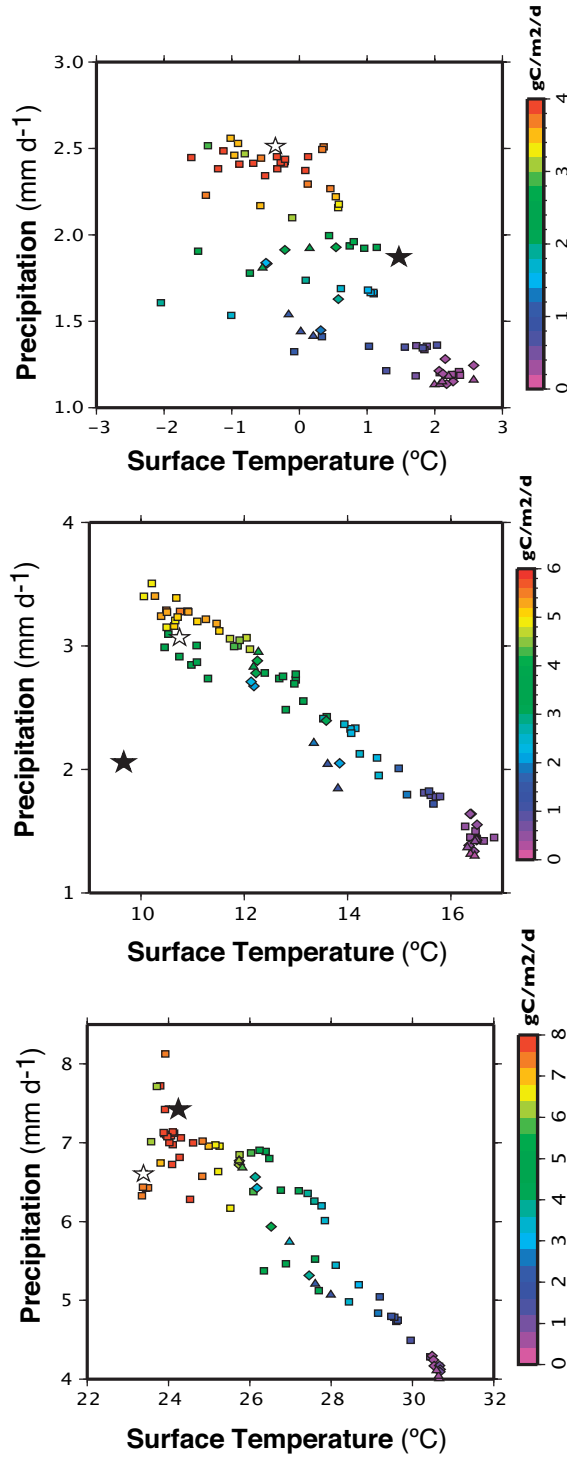 gC/m2/d
3.0
2.5
2.0
1.5
1.0
Precipitation (mm d-1)
4
3
2
1
0
−3 −2 −1 0 1 2 3
Surface Temperature (ºC)
gC/m2/d
4
3
2
1
Precipitation (mm d-1)
6
5
4
3
2
1
0
10 12 14 16
Surface Temperature (ºC)
gC/m2/d
8
7
6
5
4
Precipitation (mm d-1)
8
7
6
5
4
3
2
1
0
22 24 26 28 30 32
Surface Temperature (ºC)